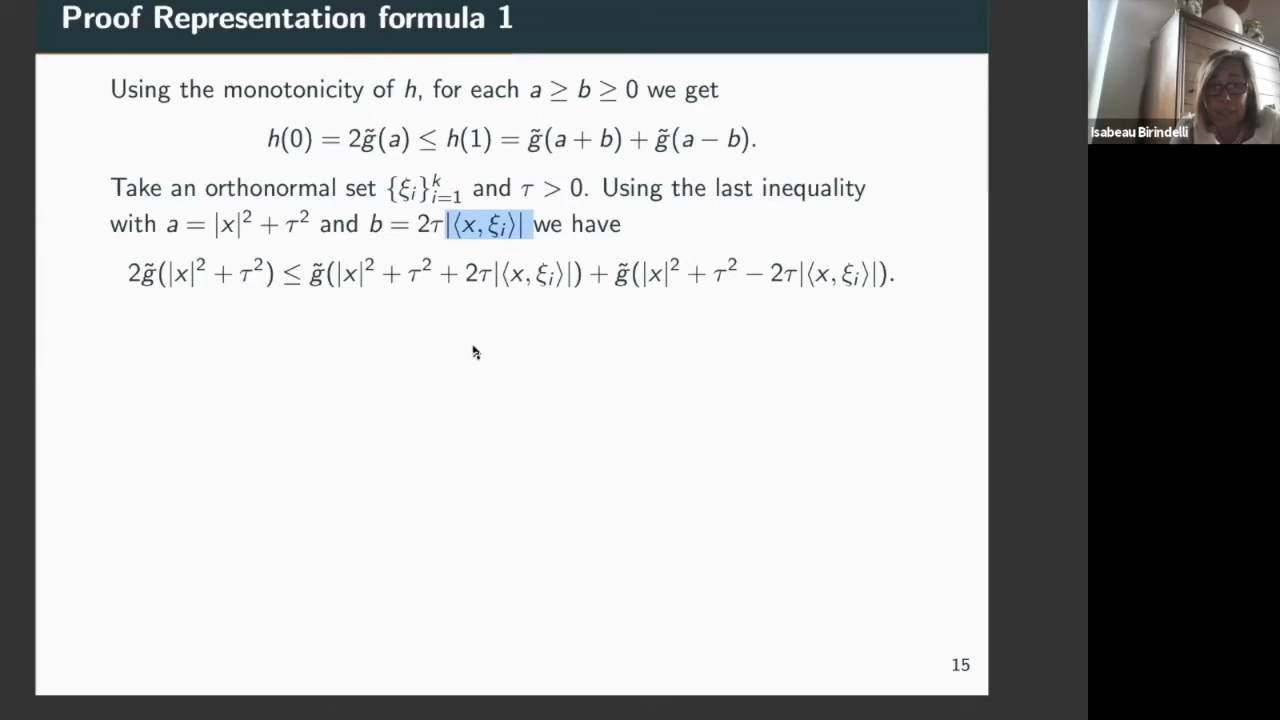 Proof Representation formula 1
Using the monotonicity of h, for each a ≥ b ≥ 0 we get
h(0) = 2g̃(a) ≤ h(1) = g̃(a + b) + g̃(a − b).
Take an orthonormal set {ξᵢ}ᵏᵢ₌₁ and τ > 0. Using the last inequality
with a = |x|² + τ² and b = 2τ|⟨x, ξᵢ⟩| we have
2g̃(|x|² + τ²) ≤ g̃(|x|² + τ² + 2τ|⟨x, ξᵢ⟩|) + g̃(|x|² + τ² − 2τ|⟨x, ξᵢ⟩|).
15
Isabeau Birindelli